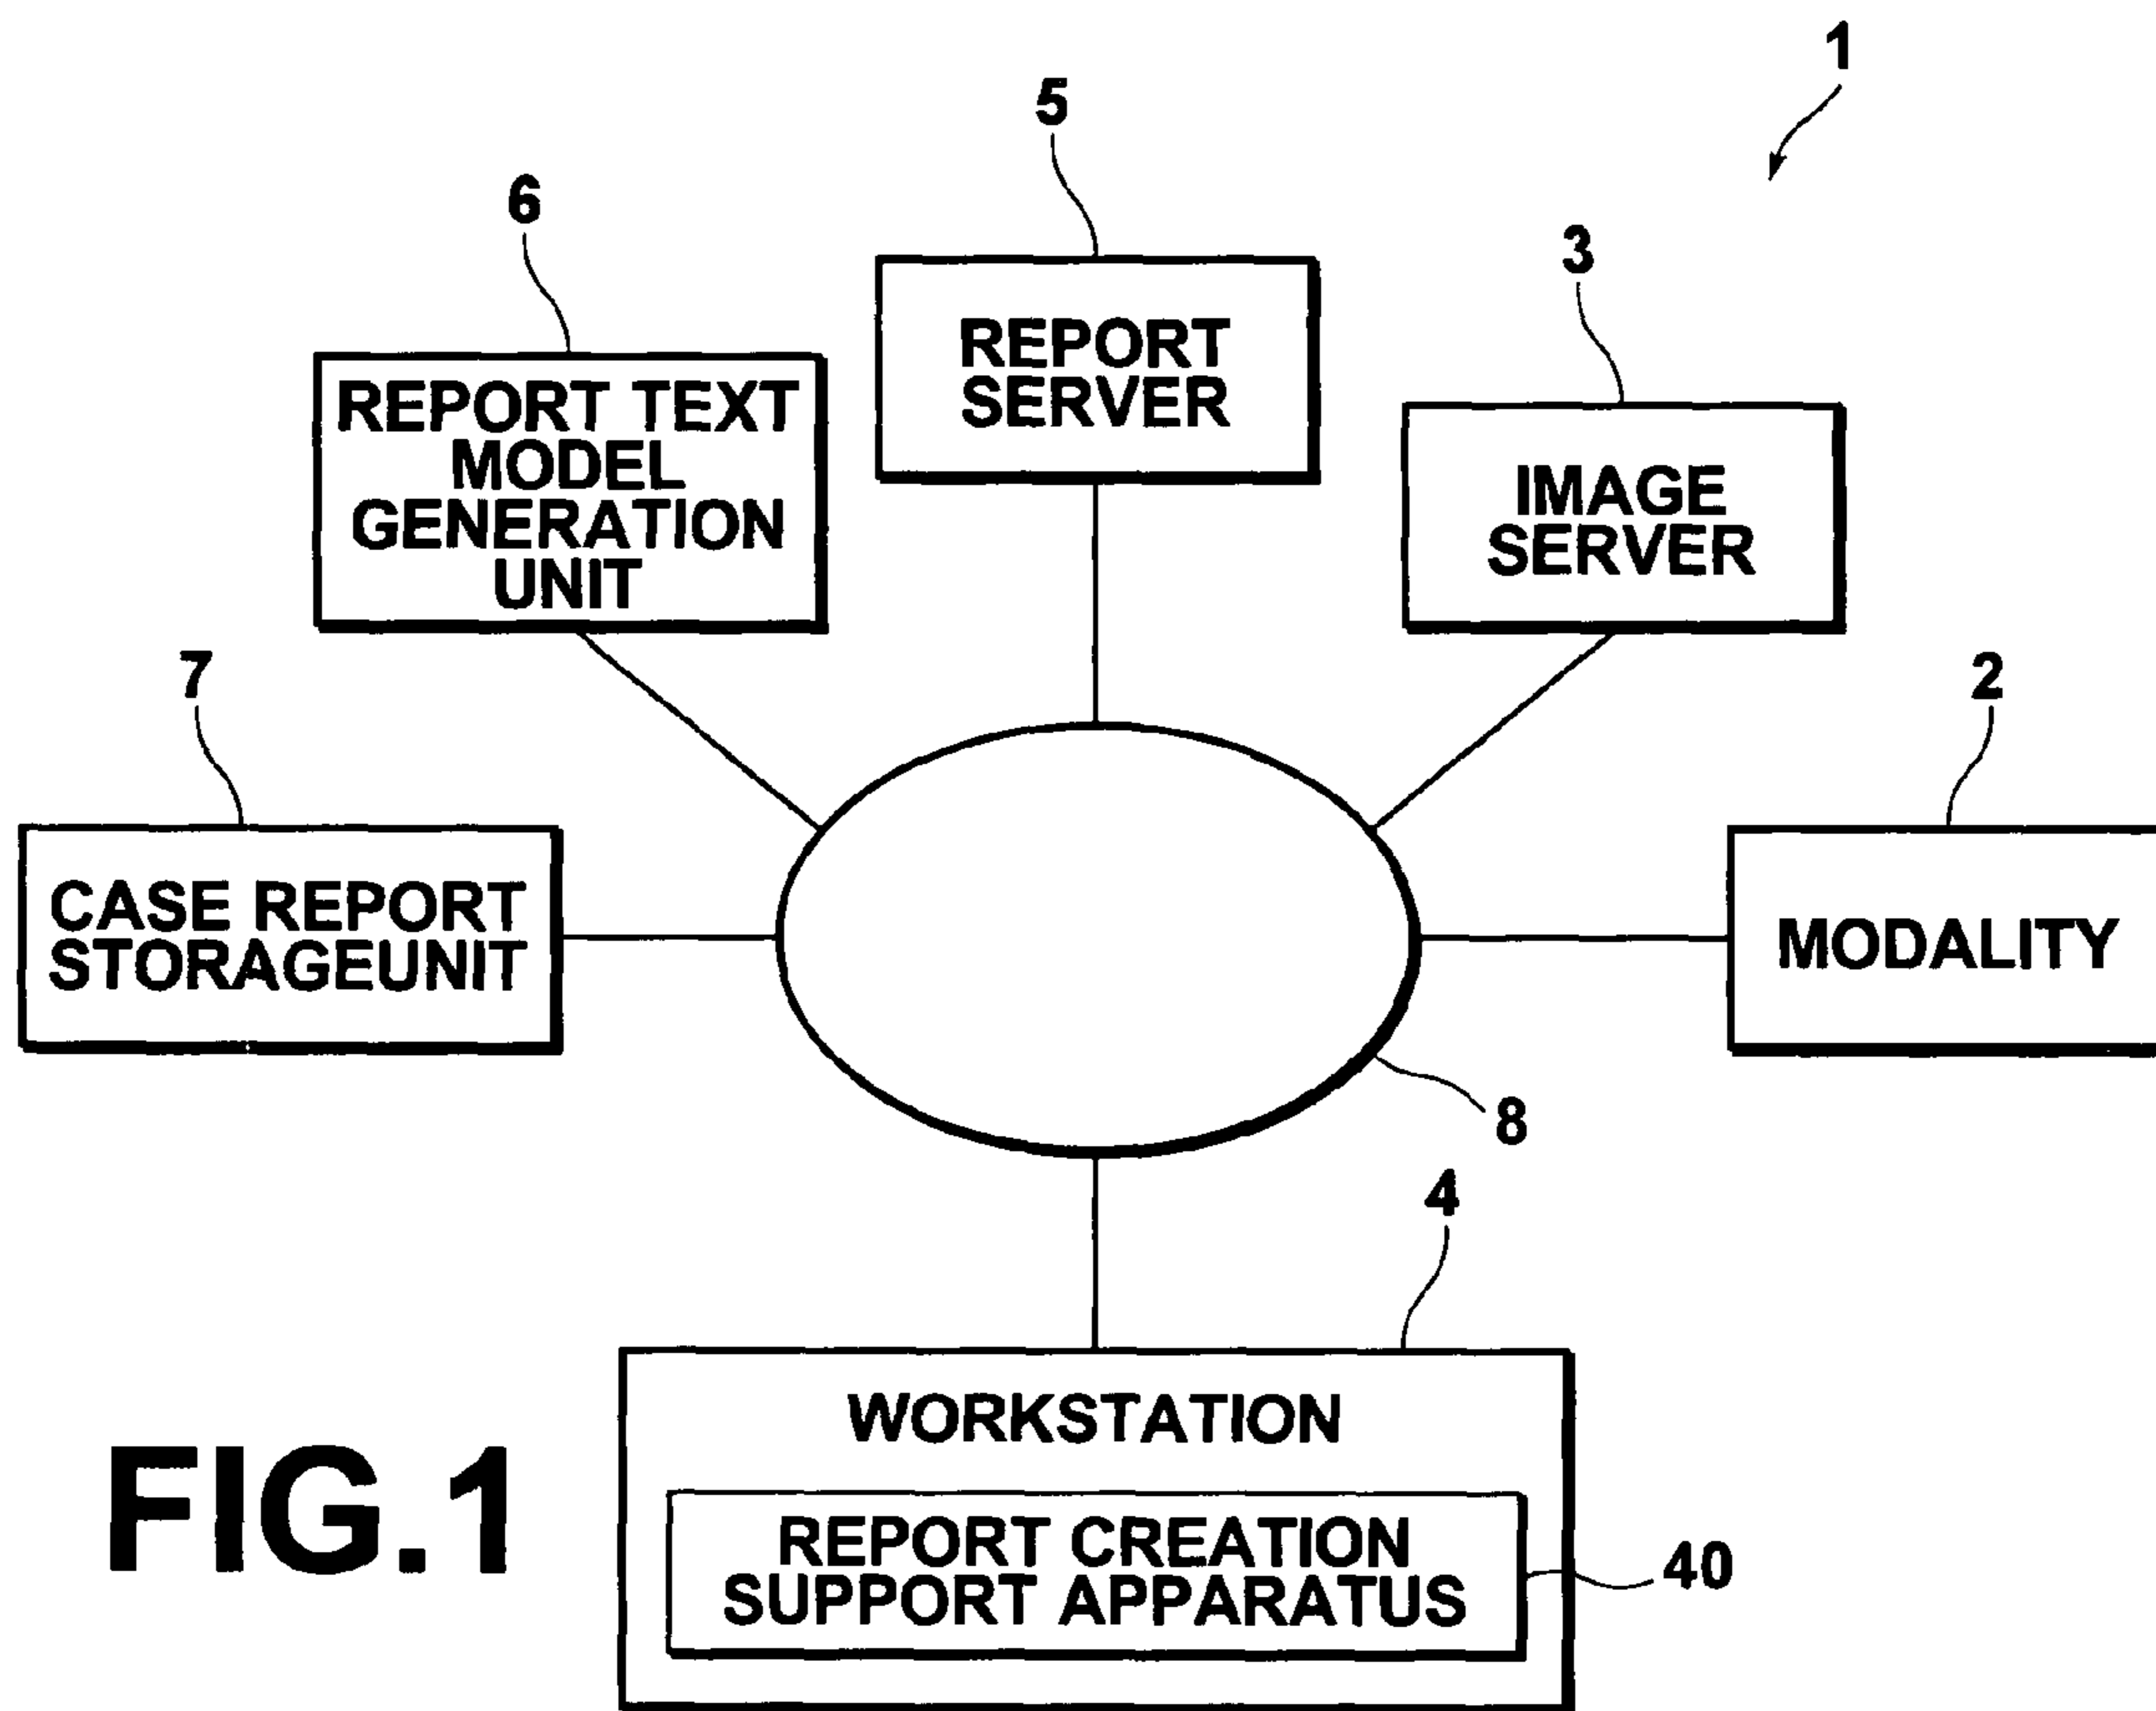 1
5
6
3
REPORT
SERVER
REPORT TEXT
MODEL
GENERATION
UNIT
IMAGE
SERVER
7
2
CASE REPORT
STORAGEUNIT
MODALITY
8
4
WORKSTATION
REPORT CREATION
SUPPORT APPARATUS
40
FIG.1